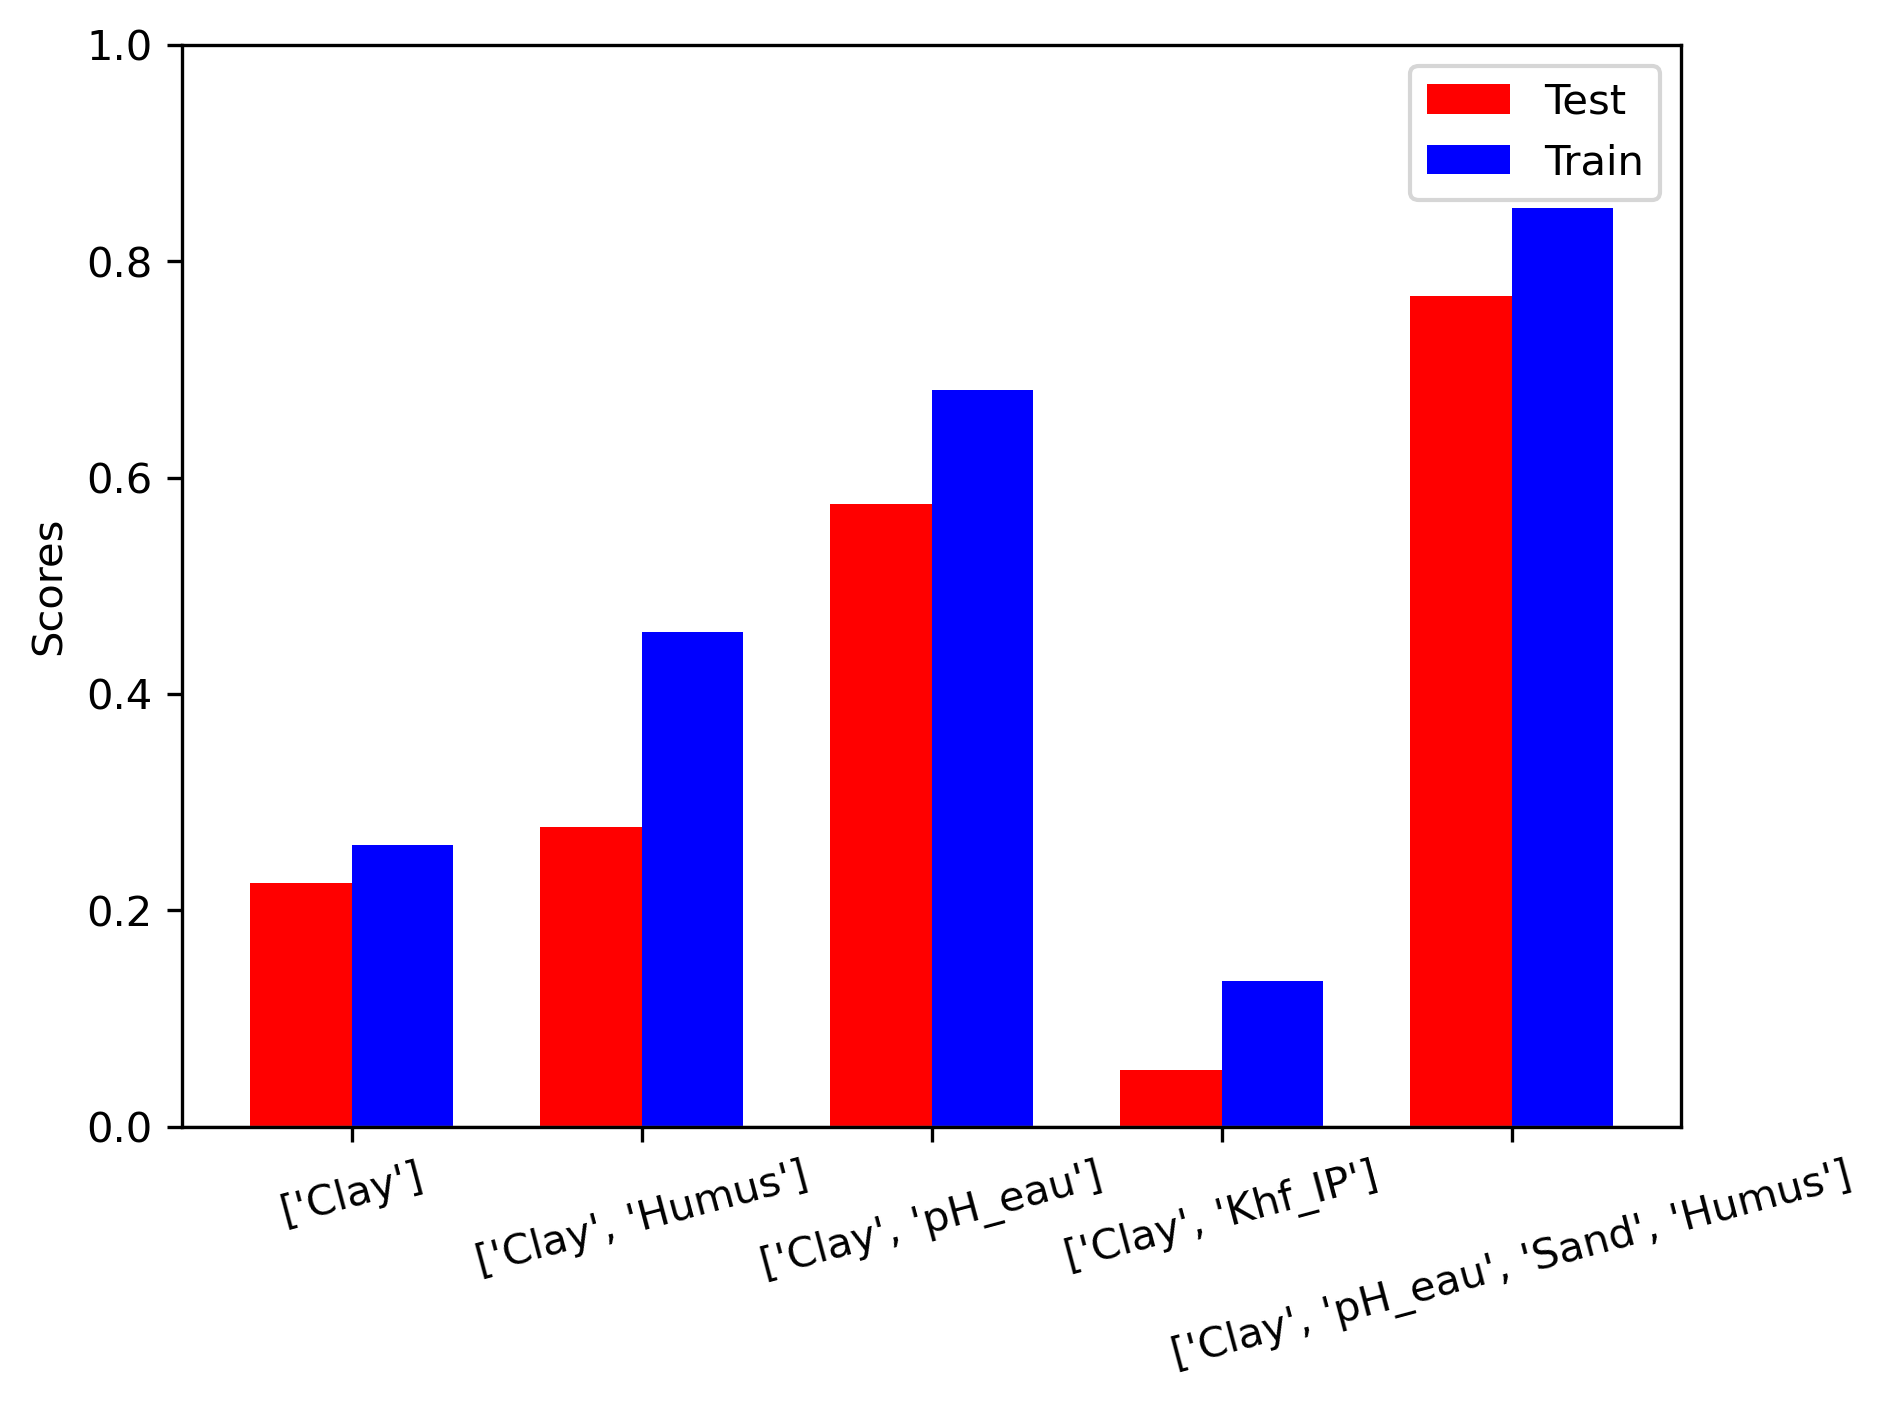 1.0
0.8
0.6
0.4
0.2
0.0
Scores
Test
Train
['Clay']
['Clay', 'Humus']
['Clay', 'pH_eau']
['Clay', 'Khf_IP']
['Clay', 'pH_eau', 'Sand', 'Humus']